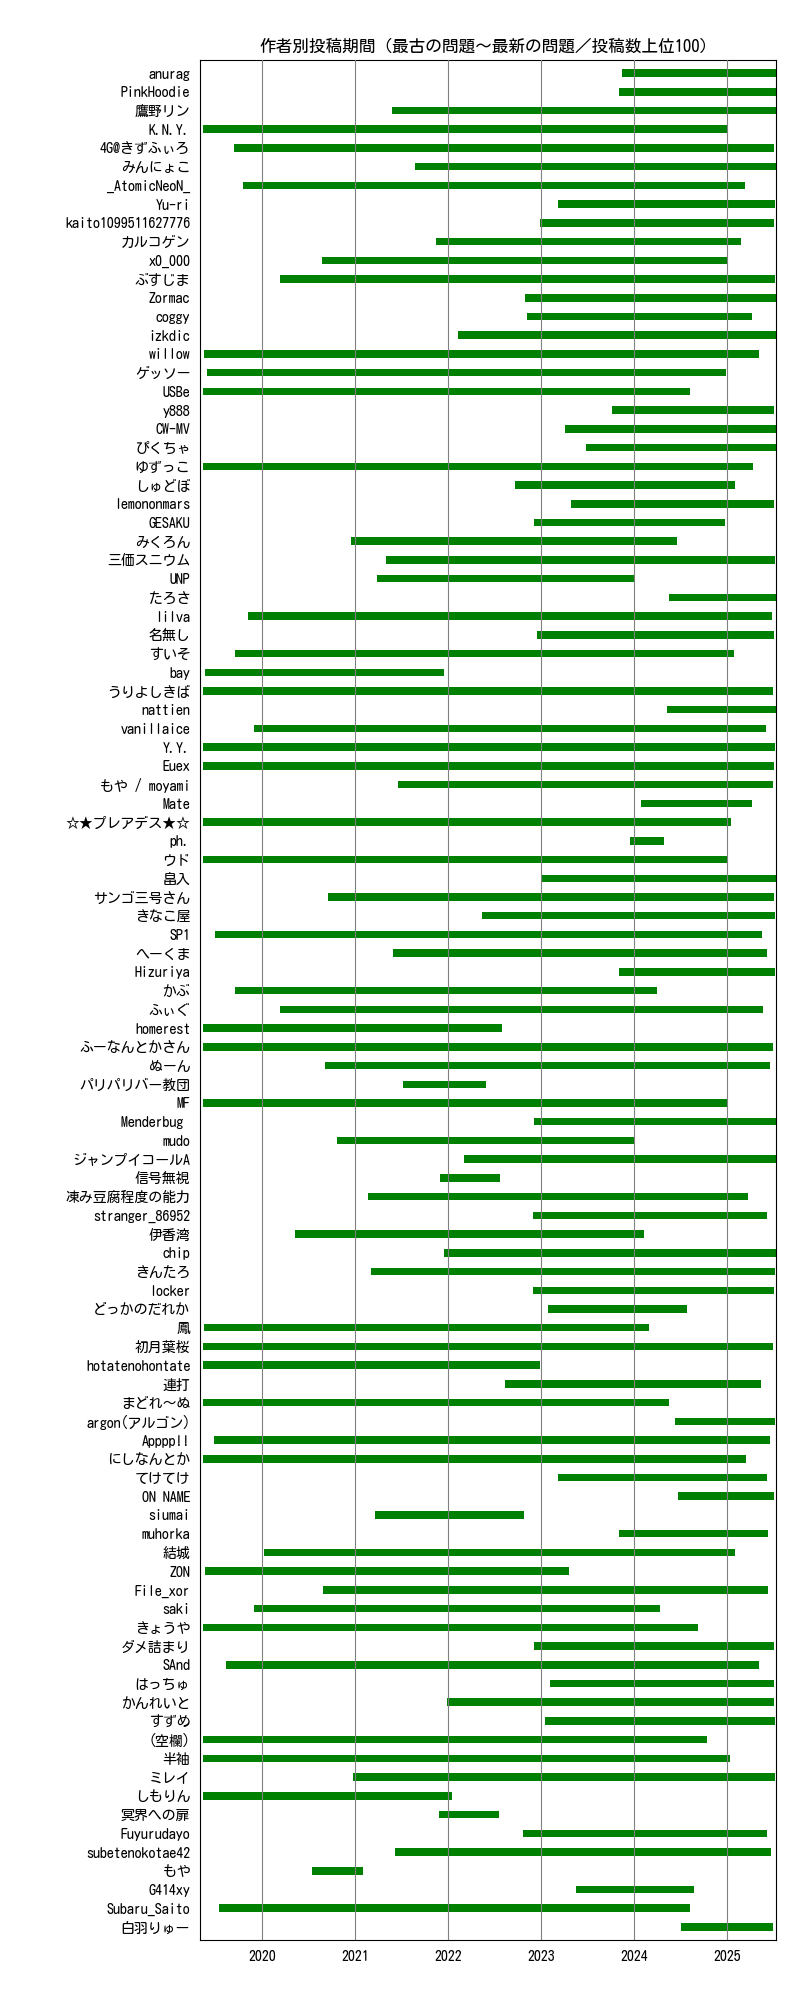 作者別投稿期間（最古の問題～最新の問題／投稿数上位100）
anurag
PinkHoodie
鷹野リン
K.N.Y.
4G@きずふぃろ
みんにょこ
_AtomicNeoN_
Yu-ri
kaito1099511627776
カルコゲン
x0_000
ぶすじま
Zormac
coggy
izkdic
willow
ゲッソー
USBe
y888
CW-MV
ぴくちゃ
ゆずっこ
しゅどぼ
lemononmars
GESAKU
みくろん
三価スニウム
UNP
たろさ
lilva
名無し
すいそ
bay
うりよしきば
nattien
vanillaice
Y.Y.
Euex
もや / moyami
Mate
☆★プレアデス★☆
ph.
ウド
畠入
サンゴ三号さん
きなこ屋
SP1
へーくま
Hizuriya
かぶ
ふぃぐ
homerest
ふーなんとかさん
ぬーん
パリパリバー教団
MF
Menderbug
mudo
ジャンプイコールA
信号無視
凍み豆腐程度の能力
stranger_86952
伊香湾
chip
きんたろ
locker
どっかのだれか
鳳
初月葉桜
hotatenohontate
連打
まどれ～ぬ
argon(アルゴン)
Appppll
にしなんとか
てけてけ
ON NAME
siumai
muhorka
結城
ZON
File_xor
saki
きょうや
ダメ詰まり
SAnd
はっちゅ
かんれいと
すずめ
(空欄)
半袖
ミレイ
しもりん
冥界への扉
Fuyurudayo
subetenokotae42
もや
G414xy
Subaru_Saito
白羽りゅー
2020 2021 2022 2023 2024 2025